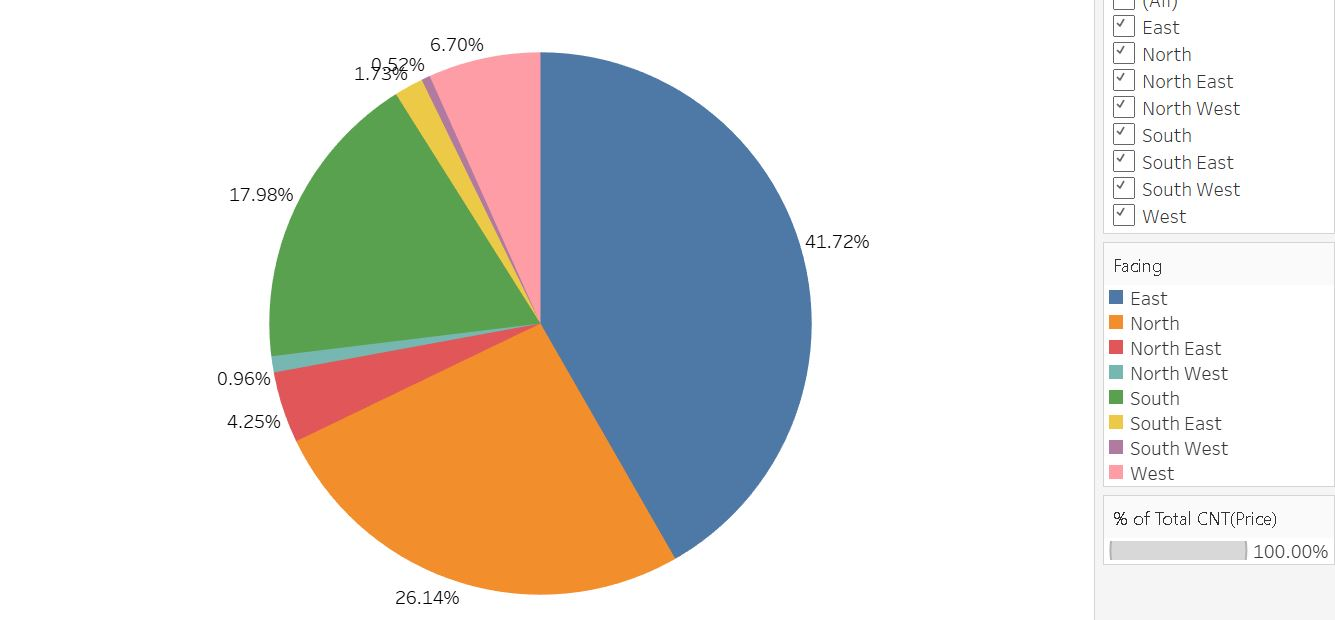 6.70%
0.52%
1.73%
17.98%
41.72%
0.96%
4.25%
26.14%
(All)
East
North
North East
North West
South
South East
South West
West
Facing
East
North
North East
North West
South
South East
South West
West
% of Total CNT(Price)
100.00%